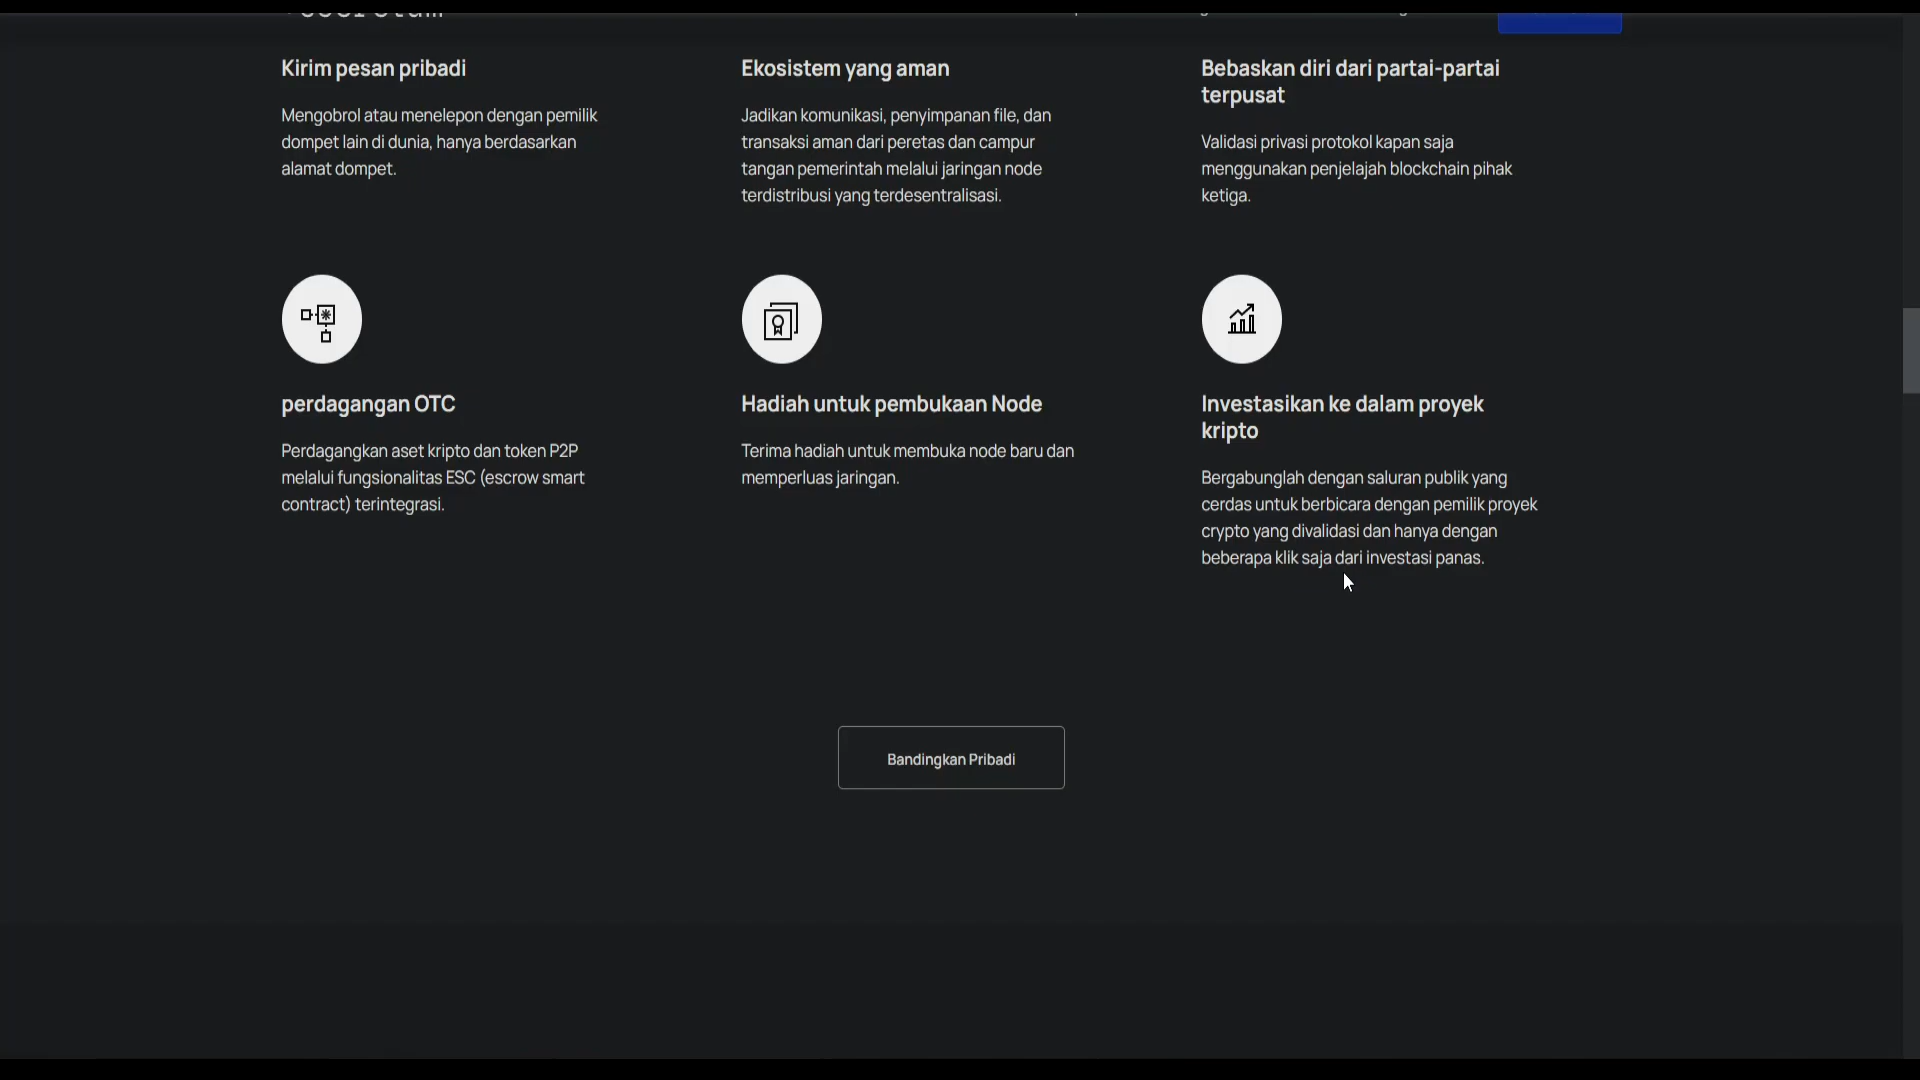 Kirim pesan pribadi
Mengobrol atau menelepon dengan pemilik
dompet lain di dunia, hanya berdasarkan
alamat dompet.
Ekosistem yang aman
Jadikan komunikasi, penyimpanan file, dan
transaksi aman dari peretas dan campur
tangan pemerintah melalui jaringan node
terdistribusi yang terdesentralisasi.
Bebaskan diri dari partai-partai
terpusat
Validasi privasi protokol kapan saja
menggunakan penjelajah blockchain pihak
ketiga.
perdagangan OTC
Perdagangkan aset kripto dan token P2P
melalui fungsionalitas ESC (escrow smart
contract) terintegrasi.
Hadiah untuk pembukaan Node
Terima hadiah untuk membuka node baru dan
memperluas jaringan.
Investasikan ke dalam proyek
kripto
Bergabunglah dengan saluran publik yang
cerdas untuk berbicara dengan pemilik proyek
crypto yang divalidasi dan hanya dengan
beberapa klik saja dari investasi panas.
Bandingkan Pribadi